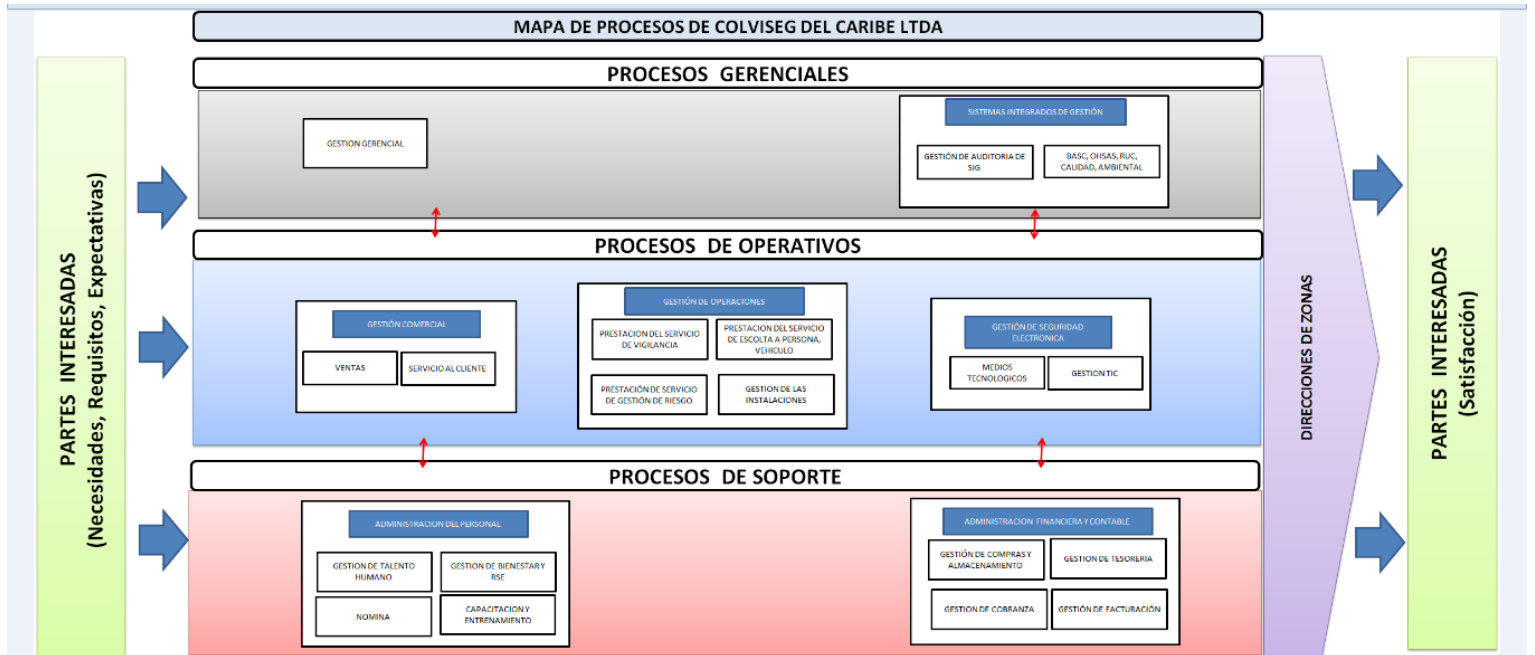 MAPA DE PROCESOS DE COLVISEG DEL CARIBE LTDA
PARTES INTERESADAS
(Necesidades, Requisitos, Expectativas)
PROCESOS GERENCIALES
GESTION GERENCIAL
SISTEMAS INTEGRADOS DE GESTIÓN
GESTIÓN DE AUDITORIA DE
SIG
BASC, OHSAS, RUC,
CALIDAD, AMBIENTAL
PROCESOS DE OPERATIVOS
GESTIÓN COMERCIAL
VENTAS
SERVICIO AL CLIENTE
GESTIÓN DE OPERACIONES
PRESTACION DEL SERVICIO
DE VIGILANCIA
PRESTACION DEL SERVICIO
DE ESCOLTA A PERSONA,
VEHICULO
PRESTACIÓN DE SERVICIO
DE GESTIÓN DE RIESGO
GESTION DE LAS
INSTALACIONES
GESTIÓN DE SEGURIDAD
ELECTRONICA
MEDIOS
TECNOLOGICOS
GESTION TIC
PROCESOS DE SOPORTE
ADMINISTRACION DEL PERSONAL
GESTION DE TALENTO
HUMANO
GESTION DE BIENESTAR Y
RSE
NOMINA
CAPACITACION Y
ENTRENAMIENTO
ADMINISTRACION FINANCIERA Y CONTABLE
GESTIÓN DE COMPRAS Y
ALMACENAMIENTO
GESTION DE TESORERIA
GESTION DE COBRANZA
GESTIÓN DE FACTURACIÓN
DIRECCIONES DE ZONAS
PARTES INTERESADAS
(Satisfacción)